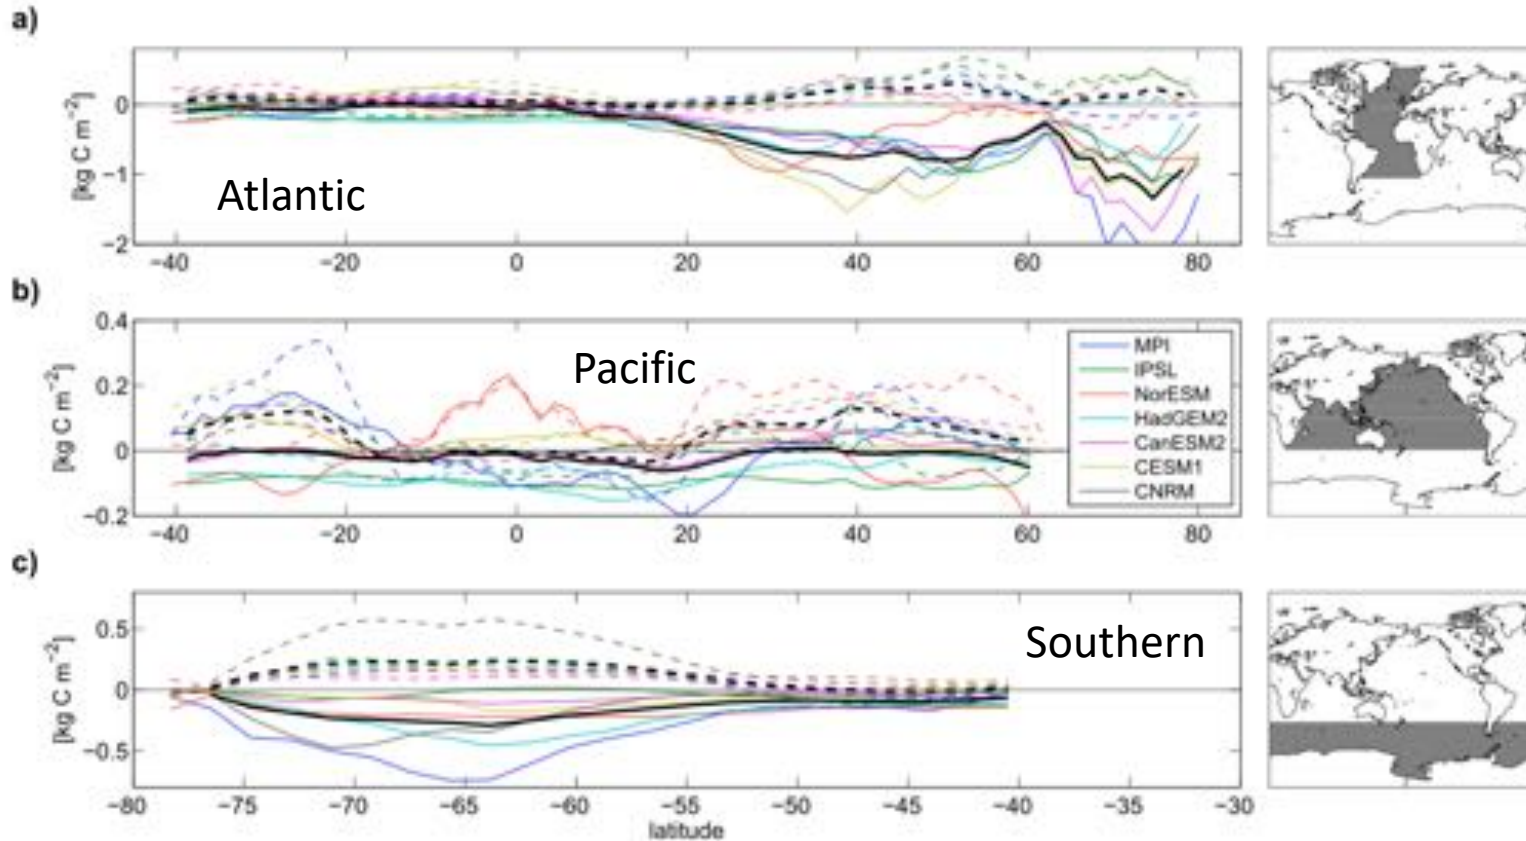 a)
[kg C m⁻²]
0
−1
−2
Atlantic
−40 −20 0 20 40 60 80
b)
[kg C m⁻²]
0.4
0.2
0
−0.2
Pacific
MPI
IPSL
NorESM
HadGEM2
CanESM2
CESM1
CNRM
−40 −20 0 20 40 60 80
c)
[kg C m⁻²]
0.5
0
−0.5
Southern
−80 −75 −70 −65 −60 −55 −50 −45 −40 −35 −30
latitude